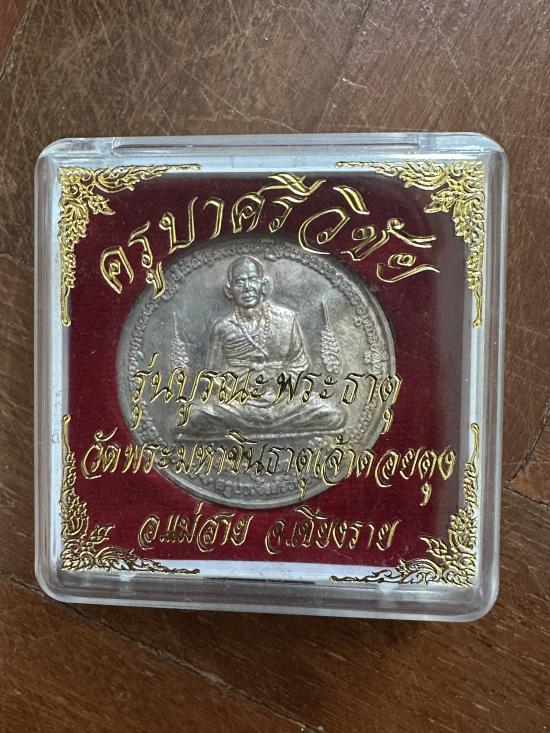 ครูบาศรีวิชัย
รุ่นบูรณะพระธาตุ
วัดพระมหาชินธาตุเจ้าดอยตุง
อ.แม่สาย จ.เชียงราย